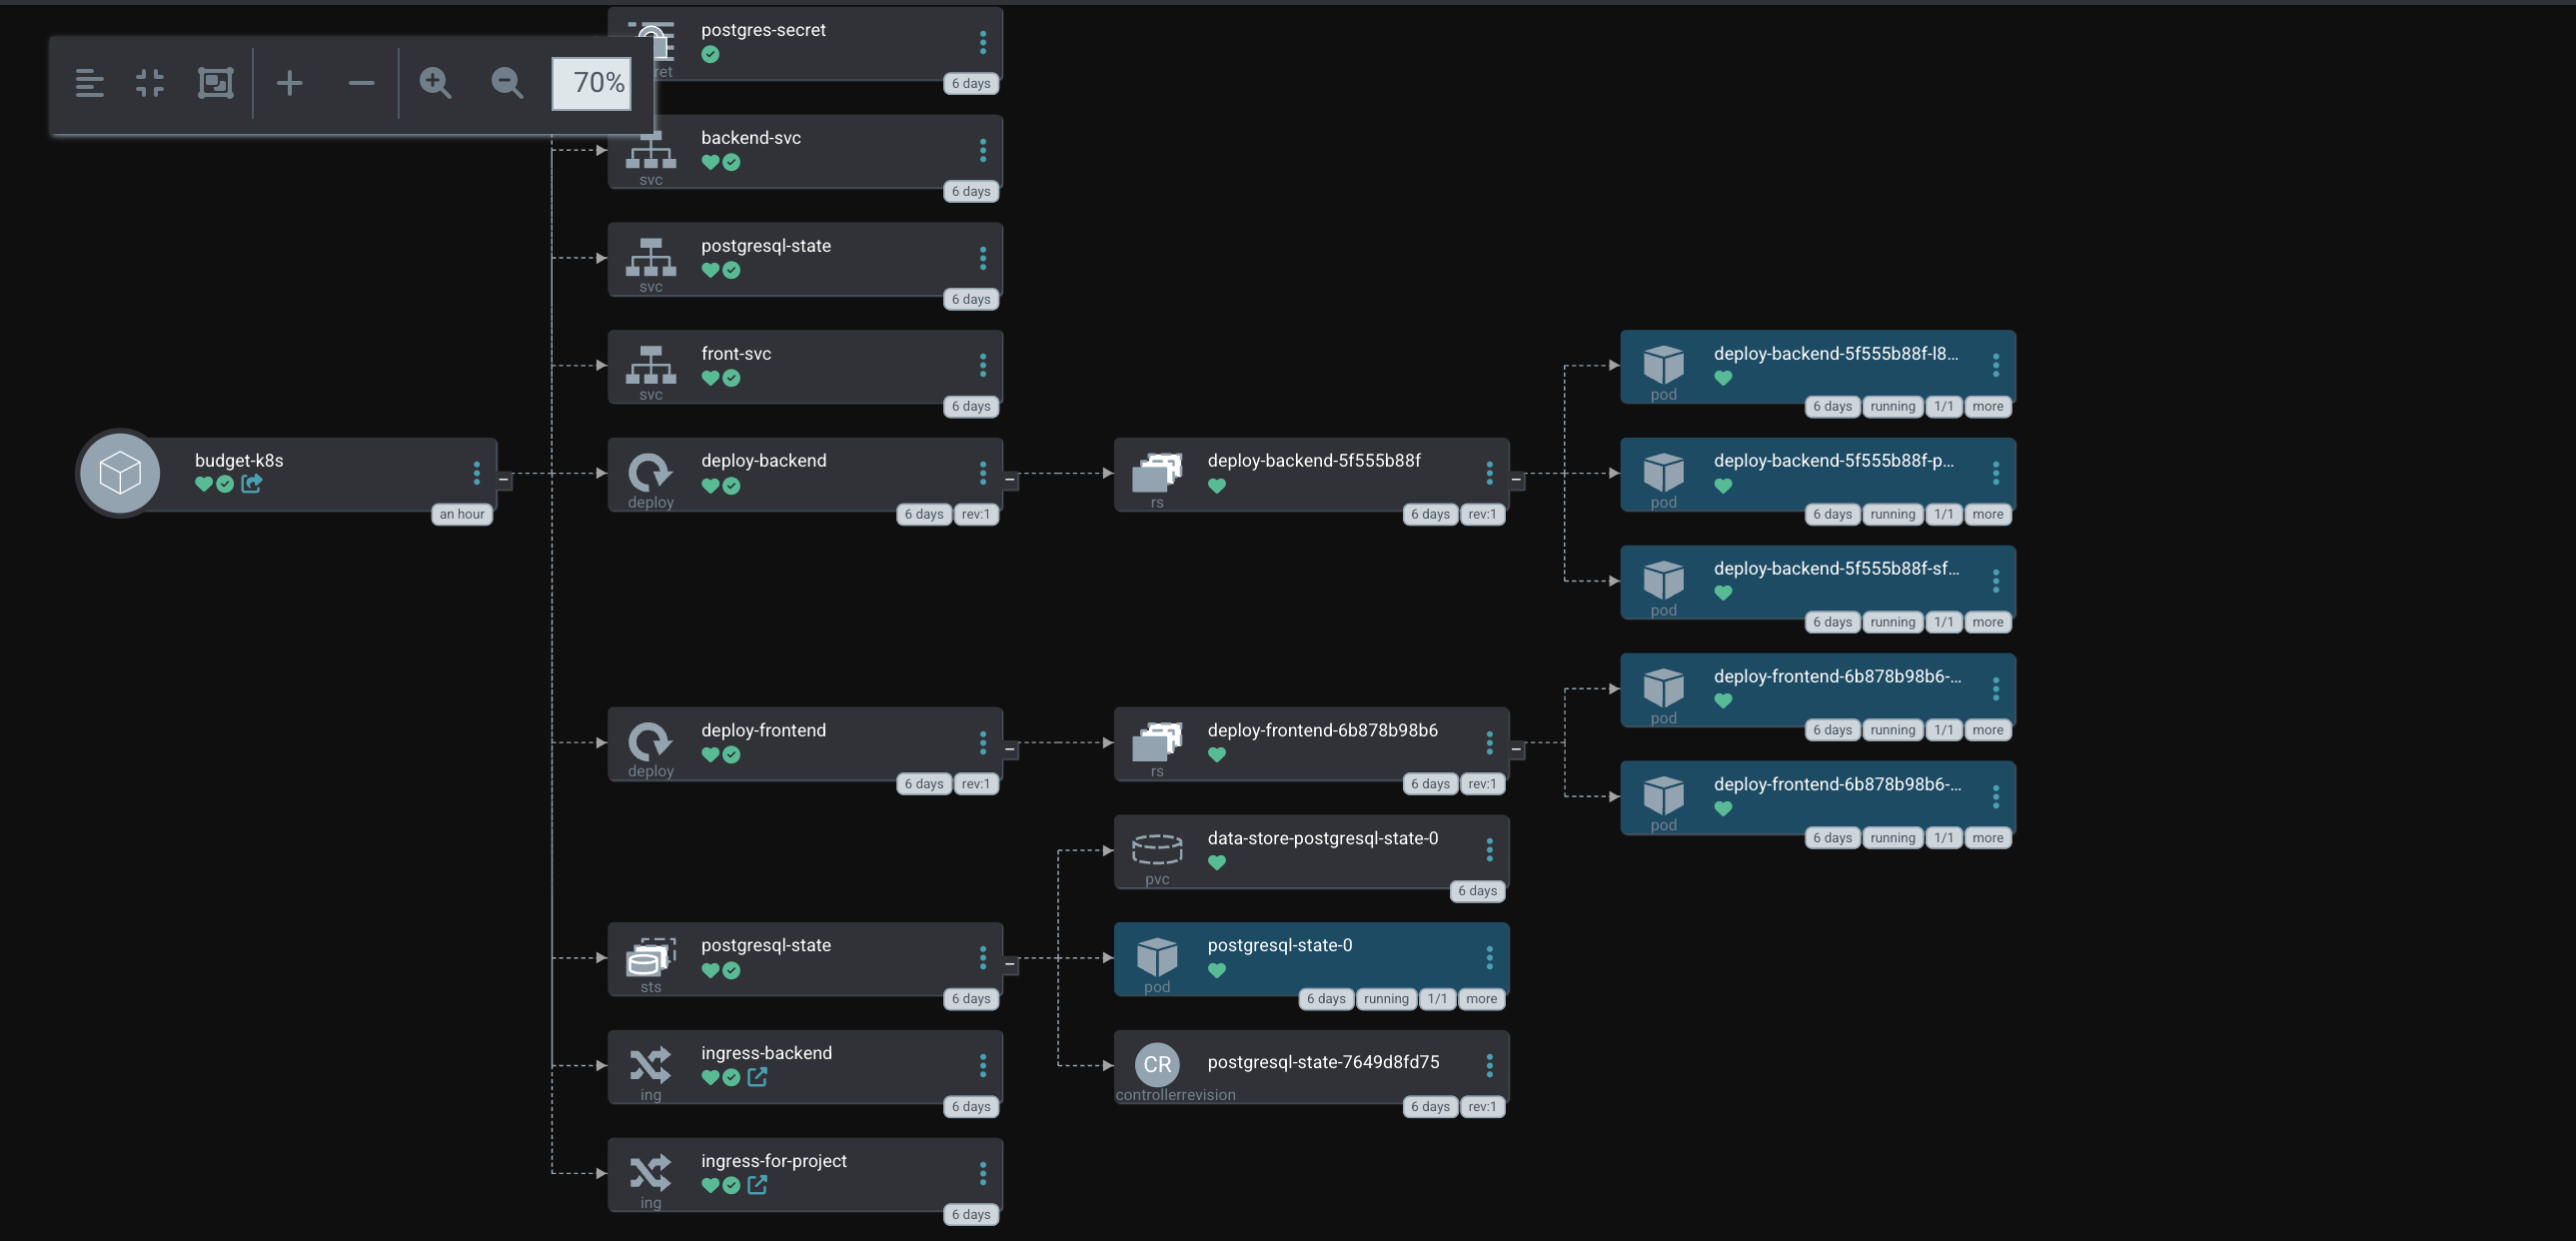 postgres-secret
ret
6 days
70%
backend-svc
svc
6 days
postgresql-state
svc
6 days
front-svc
svc
6 days
budget-k8s
an hour
deploy-backend
deploy
6 days rev:1
deploy-backend-5f555b88f
rs
6 days rev:1
deploy-backend-5f555b88f-l8...
pod
6 days running 1/1 more
deploy-backend-5f555b88f-p...
pod
6 days running 1/1 more
deploy-backend-5f555b88f-sf...
pod
6 days running 1/1 more
deploy-frontend
deploy
6 days rev:1
deploy-frontend-6b878b98b6
rs
6 days rev:1
deploy-frontend-6b878b98b6-...
pod
6 days running 1/1 more
deploy-frontend-6b878b98b6-...
pod
6 days running 1/1 more
postgresql-state
sts
6 days
data-store-postgresql-state-0
pvc
6 days
postgresql-state-0
pod
6 days running 1/1 more
CR
postgresql-state-7649d8fd75
controllerrevision
6 days rev:1
ingress-backend
ing
6 days
ingress-for-project
ing
6 days